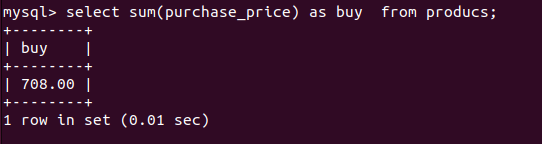 mysql> select sum(purchase_price) as buy  from producs;
+--------+
| buy    |
+--------+
| 708.00 |
+--------+
1 row in set (0.01 sec)